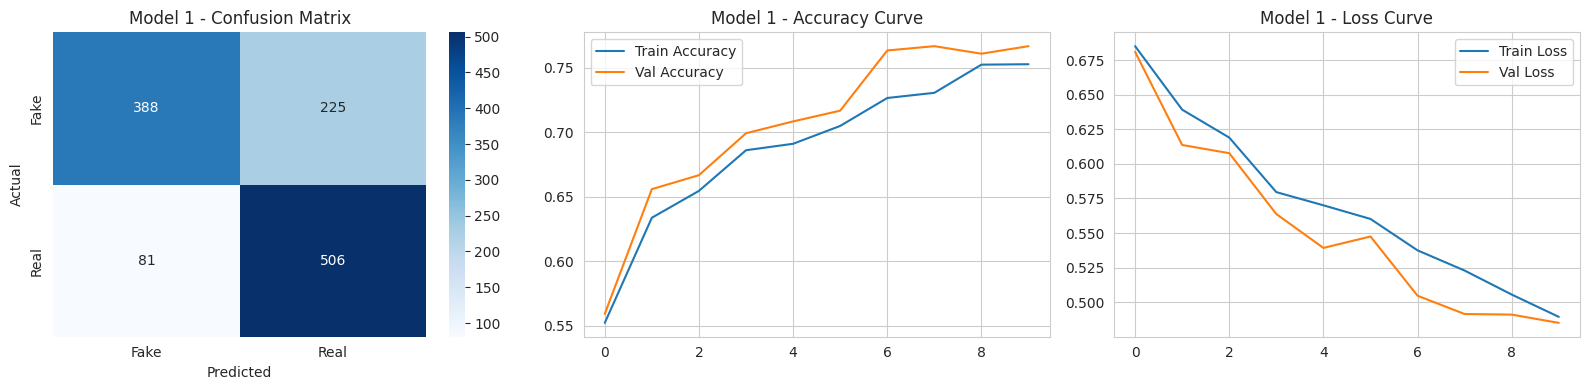 Model 1 - Confusion Matrix
Fake
388
225
Real
81
506
Actual
Fake
Real
Predicted
500
450
400
350
300
250
200
150
100
Model 1 - Accuracy Curve
Train Accuracy
Val Accuracy
0.75
0.70
0.65
0.60
0.55
0 2 4 6 8
Model 1 - Loss Curve
Train Loss
Val Loss
0.675
0.650
0.625
0.600
0.575
0.550
0.525
0.500
0 2 4 6 8